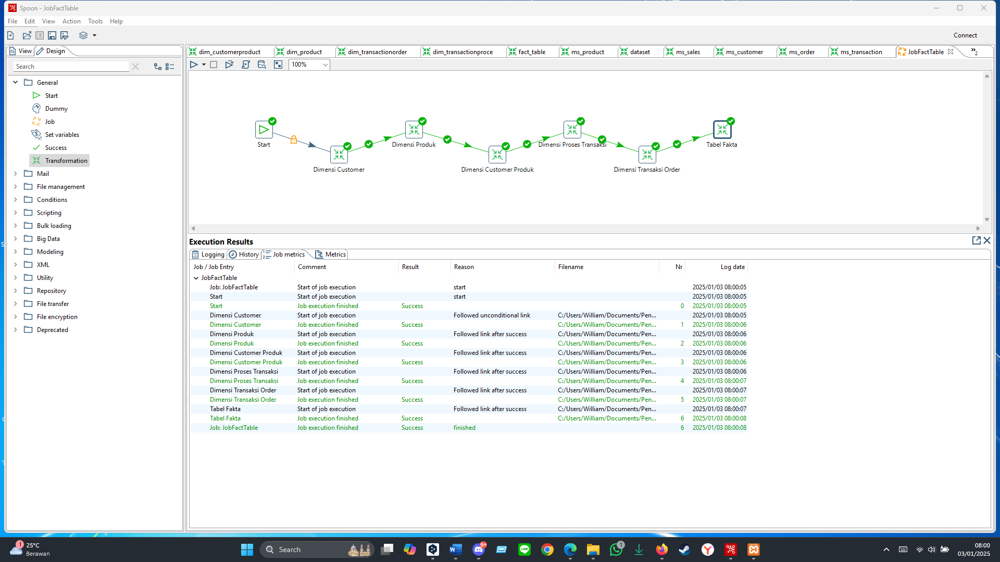 Spoon - JobFactTable
File Edit View Action Tools Help
Connect
View Design
dim_customerproduct dim_product dim_transactionorder dim_transactionproce fact_table ms_product dataset ms_sales ms_customer ms_order ms_transaction JobFactTable »2
Search
100%
General
Start
Dummy
Job
Set variables
Success
Transformation
Mail
File management
Conditions
Scripting
Bulk loading
Big Data
Modeling
XML
Utility
Repository
File transfer
File encryption
Deprecated
Start
Dimensi Customer
Dimensi Produk
Dimensi Customer Produk
Dimensi Proses Transaksi
Dimensi Transaksi Order
Tabel Fakta
Execution Results
Logging History Job metrics Metrics
Job / Job Entry Comment Result Reason Filename Nr Log date
JobFactTable
Job: JobFactTable Start of job execution start 2025/01/03 08:00:05
Start Start of job execution start 2025/01/03 08:00:05
Start Job execution finished Success 0 2025/01/03 08:00:05
Dimensi Customer Start of job execution Followed unconditional link C:/Users/William/Documents/Pen... 2025/01/03 08:00:05
Dimensi Customer Job execution finished Success C:/Users/William/Documents/Pen... 1 2025/01/03 08:00:06
Dimensi Produk Start of job execution Followed link after success C:/Users/William/Documents/Pen... 2025/01/03 08:00:06
Dimensi Produk Job execution finished Success C:/Users/William/Documents/Pen... 2 2025/01/03 08:00:06
Dimensi Customer Produk Start of job execution Followed link after success C:/Users/William/Documents/Pen... 2025/01/03 08:00:06
Dimensi Customer Produk Job execution finished Success C:/Users/William/Documents/Pen... 3 2025/01/03 08:00:06
Dimensi Proses Transaksi Start of job execution Followed link after success C:/Users/William/Documents/Pen... 2025/01/03 08:00:06
Dimensi Proses Transaksi Job execution finished Success C:/Users/William/Documents/Pen... 4 2025/01/03 08:00:07
Dimensi Transaksi Order Start of job execution Followed link after success C:/Users/William/Documents/Pen... 2025/01/03 08:00:07
Dimensi Transaksi Order Job execution finished Success C:/Users/William/Documents/Pen... 5 2025/01/03 08:00:07
Tabel Fakta Start of job execution Followed link after success C:/Users/William/Documents/Pen... 2025/01/03 08:00:07
Tabel Fakta Job execution finished Success C:/Users/William/Documents/Pen... 6 2025/01/03 08:00:08
Job: JobFactTable Job execution finished Success finished 6 2025/01/03 08:00:08
1
25°C
Berawan
Search
9+
LINE
1
08:00
03/01/2025